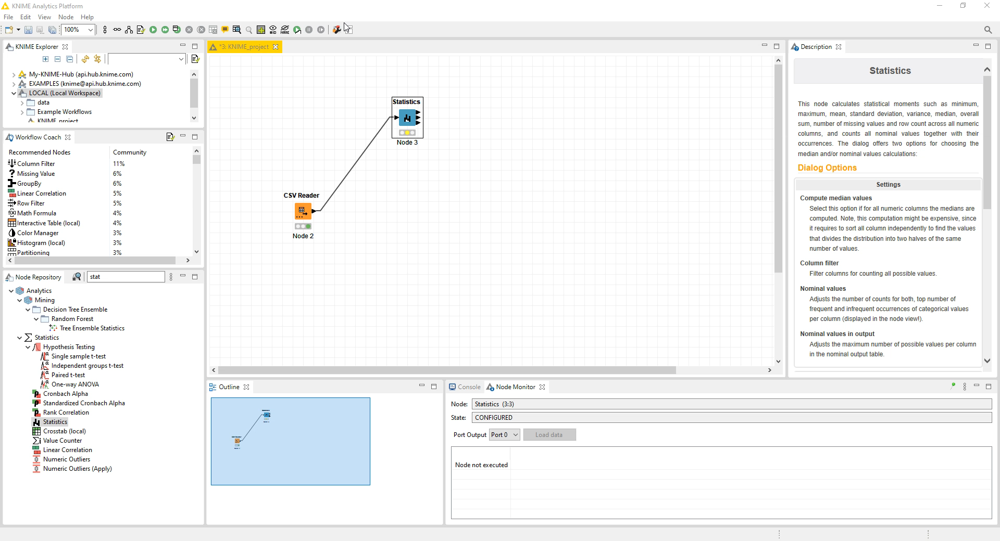 KNIME Analytics Platform
File Edit View Node Help
100% #ID NAME
KNIME Explorer
My-KNIME-Hub (api.hub.knime.com)
EXAMPLES (knime@api.hub.knime.com)
LOCAL (Local Workspace)
data
Example Workflows
KNIME_project
Workflow Coach
Recommended Nodes Community
Column Filter 11%
Missing Value 6%
GroupBy 6%
Linear Correlation 5%
Row Filter 5%
Math Formula 4%
Interactive Table (local) 4%
Color Manager 3%
Histogram (local) 3%
Partitioning 3%
Node Repository stat
Analytics
Mining
Decision Tree Ensemble
Random Forest
Tree Ensemble Statistics
Statistics
Hypothesis Testing
Single sample t-test
Independent groups t-test
Paired t-test
One-way ANOVA
Cronbach Alpha
Standardized Cronbach Alpha
Rank Correlation
Statistics
Crosstab (local)
Value Counter
Linear Correlation
Numeric Outliers
Numeric Outliers (Apply)
*3: KNIME_project
Statistics
Node 3
CSV Reader
Node 2
Outline
Console Node Monitor
Node: Statistics (3:3)
State: CONFIGURED
Port Output Port 0 Load data
Node not executed
Description
Statistics
This node calculates statistical moments such as minimum,
maximum, mean, standard deviation, variance, median, overall
sum, number of missing values and row count across all numeric
columns, and counts all nominal values together with their
occurrences. The dialog offers two options for choosing the
median and/or nominal values calculations:
Dialog Options
Settings
Compute median values
Select this option if for all numeric columns the medians are
computed. Note, this computation might be expensive, since
it requires to sort all column independently to find the values
that divides the distribution into two halves of the same
number of values.
Column filter
Filter columns for counting all possible values.
Nominal values
Adjusts the number of counts for both, top number of
frequent and infrequent occurrences of categorical values
per column (displayed in the node view!).
Nominal values in output
Adjusts the maximum number of possible values per column
in the nominal output table.